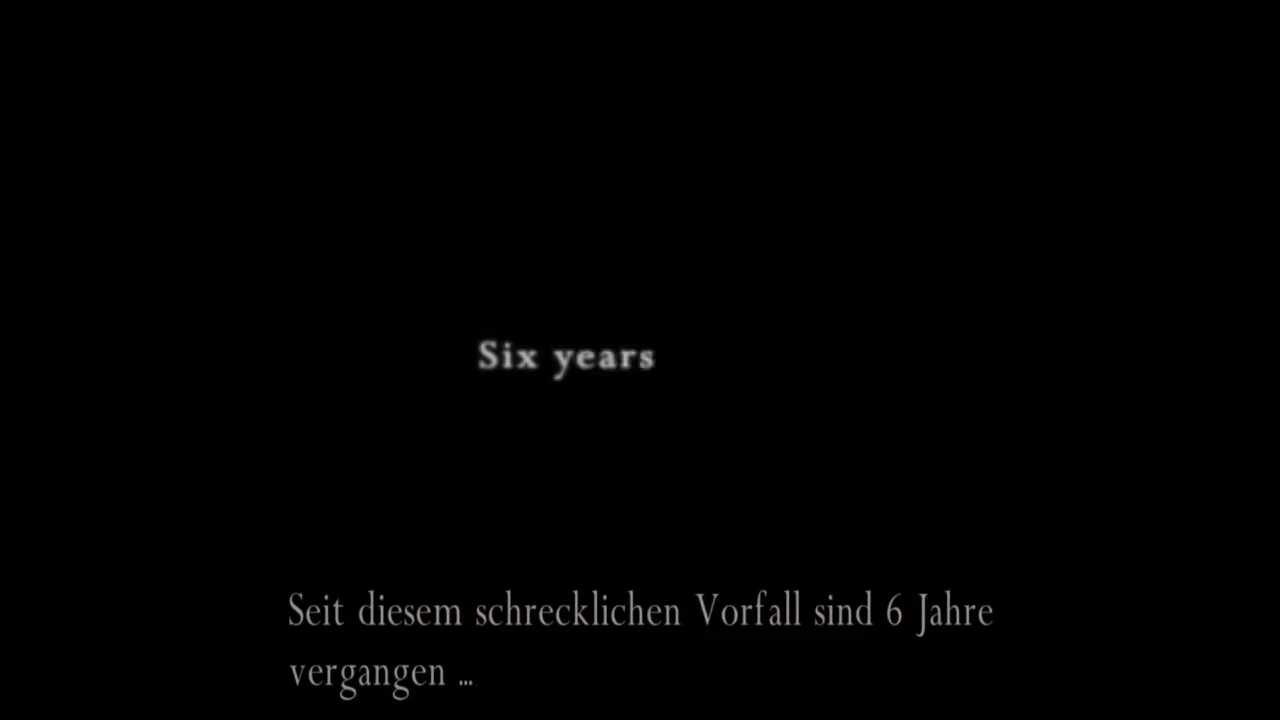 Six years
Seit diesem schrecklichen Vorfall sind 6 Jahre
vergangen ...